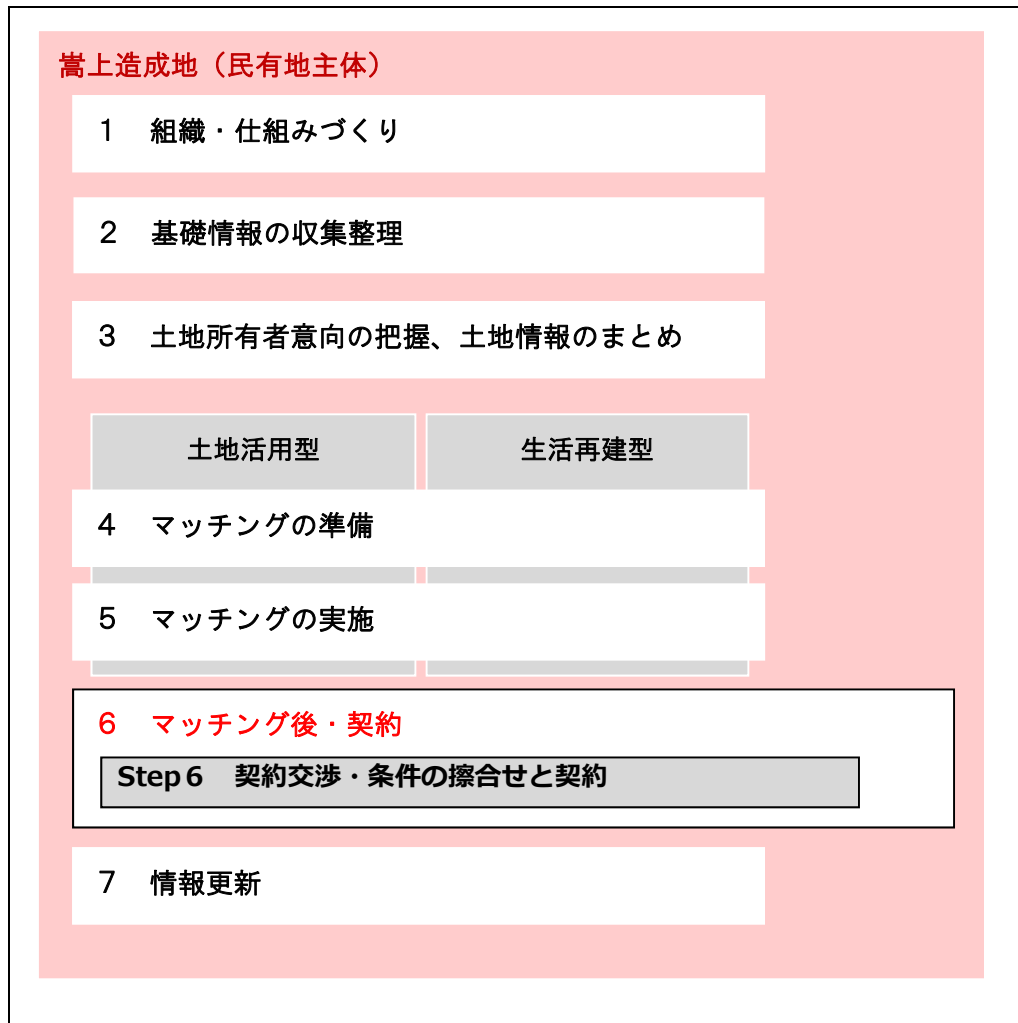 嵩上造成地（民有地主体）
１　組織・仕組みづくり
２　基礎情報の収集整理
３　土地所有者意向の把握、土地情報のまとめ
土地活用型
生活再建型
４　マッチングの準備
５　マッチングの実施
６　マッチング後・契約
Step６　契約交渉・条件の擦合せと契約
７　情報更新